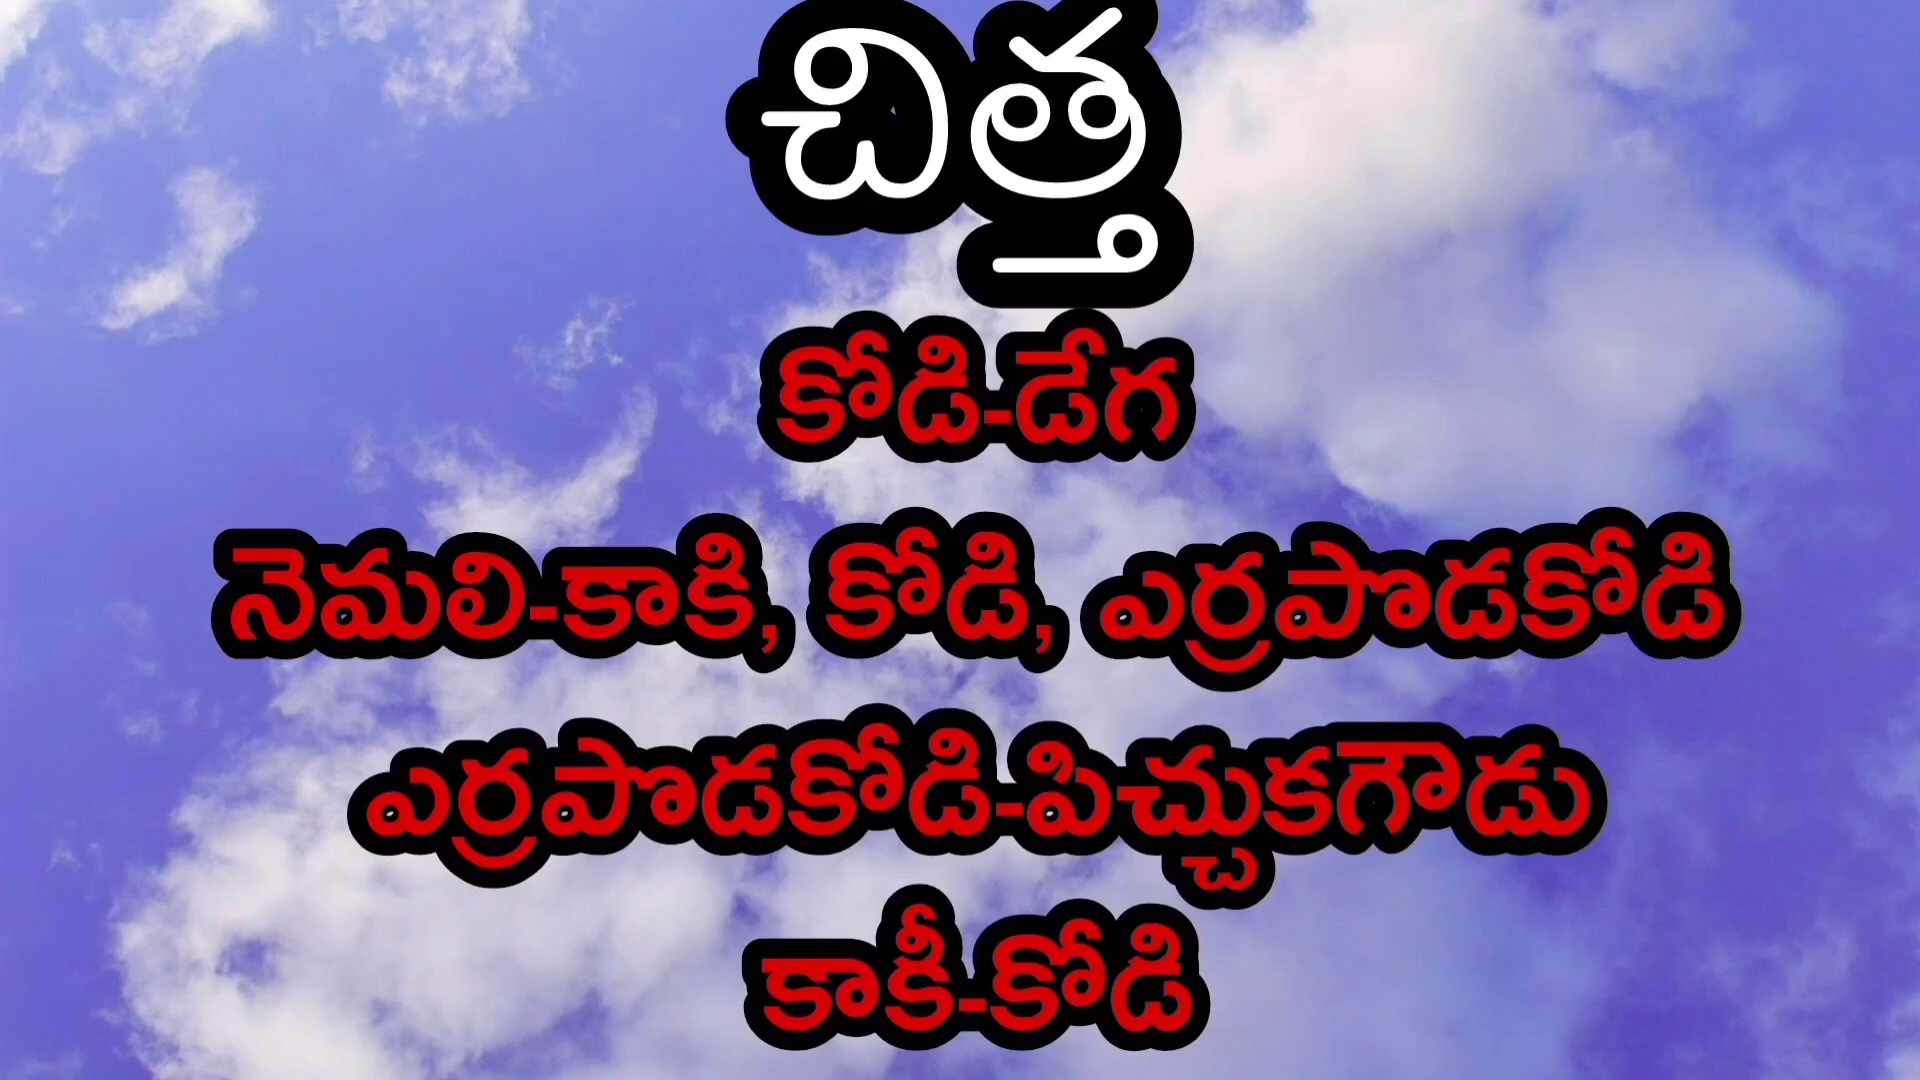 చిత్త
కోడి-డేగ
నెమలి-కాకి, కోడి, ఎర్రపొడకోడి
ఎర్రపొడకోడి-పిచ్చుకగౌడు
కాకీ-కోడి